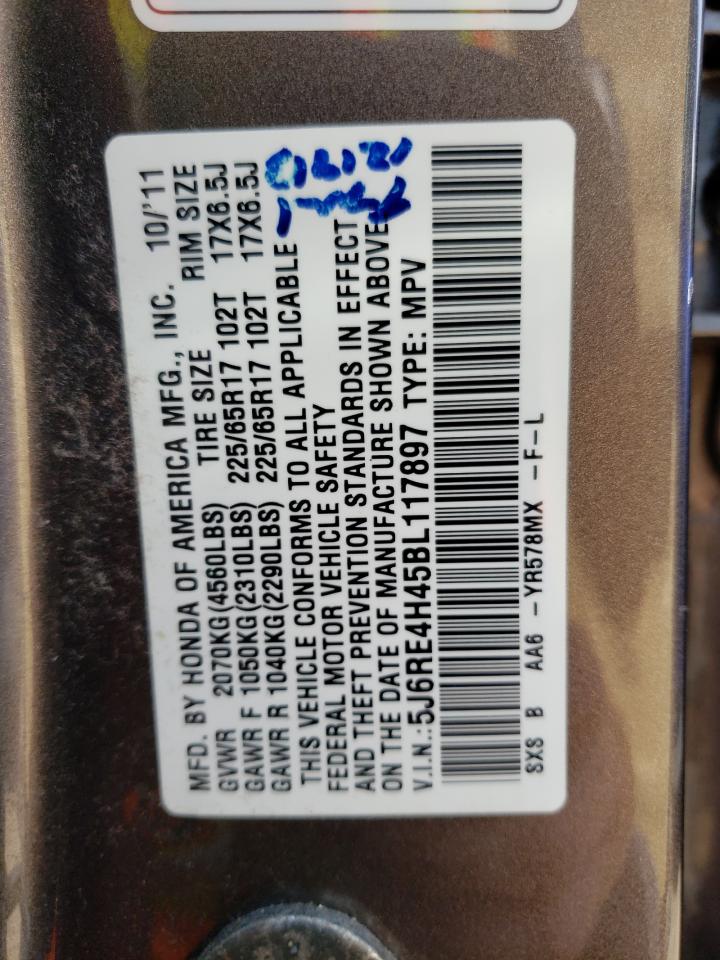 MFD. BY HONDA OF AMERICA MFG., INC. 10/'11
GVWR 2070KG(4560LBS) TIRE SIZE RIM SIZE
GAWR F 1050KG(2310LBS) 225/65R17 102T 17X6.5J
GAWR R 1040KG(2290LBS) 225/65R17 102T 17X6.5J
THIS VEHICLE CONFORMS TO ALL APPLICABLE
FEDERAL MOTOR VEHICLE SAFETY
AND THEFT PREVENTION STANDARDS IN EFFECT
ON THE DATE OF MANUFACTURE SHOWN ABOVE
V.I.N.:5J6RE4H45BL117897 TYPE: MPV
SXS B AA6 -YR578MX -F-L